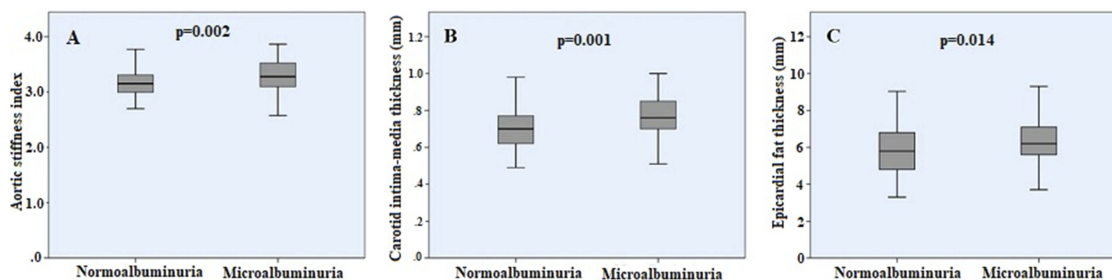 A
p=0.002
Aortic stiffness index
4.0
3.0
2.0
1.0
.0
Normoalbuminuria Microalbuminuria
B
p=0.001
Carotid intima-media thickness (mm)
1.2
1.0
.8
.6
.4
.2
.0
Normoalbuminuria Microalbuminuria
C
p=0.014
Epicardial fat thickness (mm)
12
10
8
6
4
2
0
Normoalbuminuria Microalbuminuria